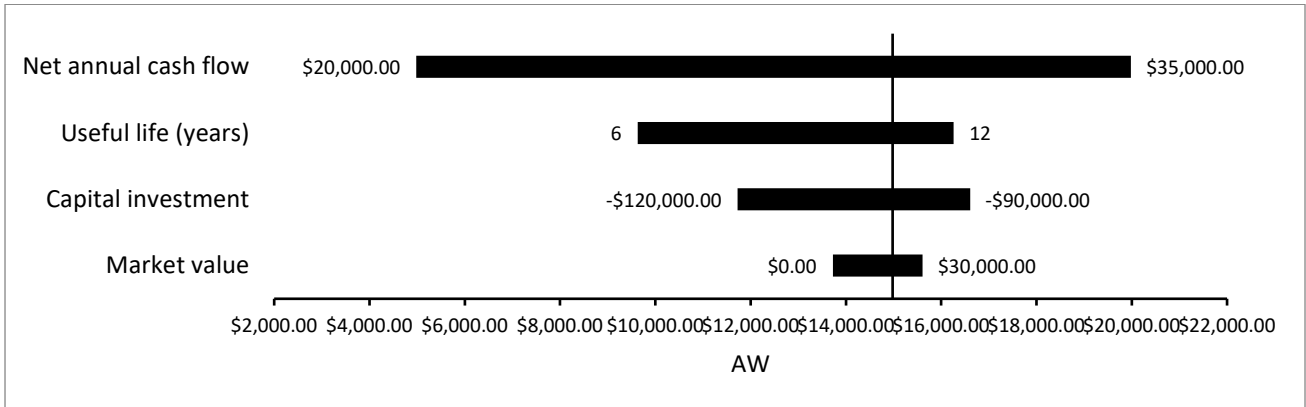 Net annual cash flow $20,000.00 $35,000.00
Useful life (years) 6 12
Capital investment -$120,000.00 -$90,000.00
Market value $0.00 $30,000.00
$2,000.00 $4,000.00 $6,000.00 $8,000.00 $10,000.00 $12,000.00 $14,000.00 $16,000.00 $18,000.00 $20,000.00 $22,000.00
AW